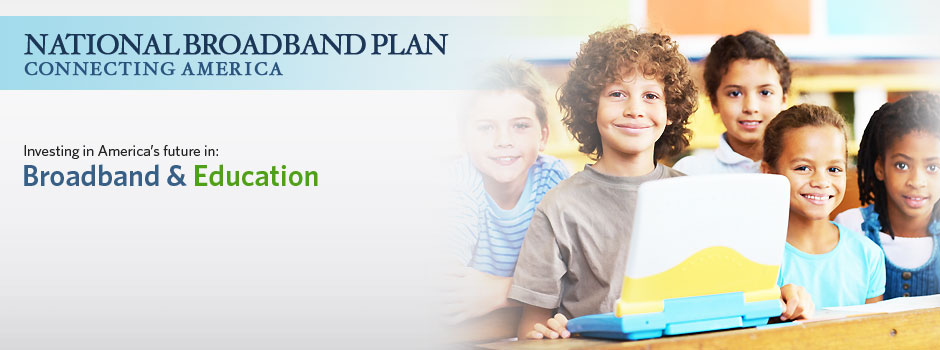 NATIONAL BROADBAND PLAN
CONNECTING AMERICA
Investing in America's future in:
Broadband & Education